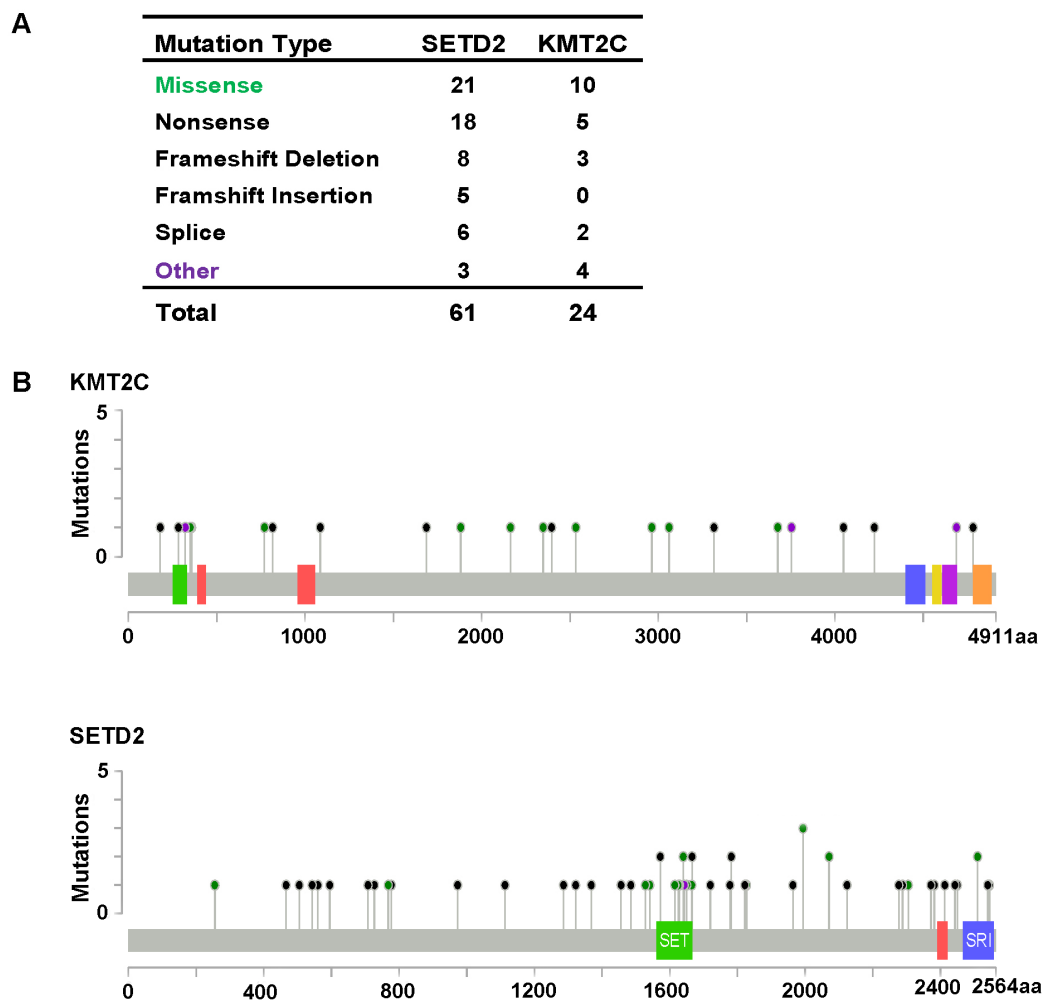 A
Mutation Type SETD2 KMT2C
Missense 21 10
Nonsense 18 5
Frameshift Deletion 8 3
Framshift Insertion 5 0
Splice 6 2
Other 3 4
Total 61 24
B
KMT2C
5
Mutations
0
0 1000 2000 3000 4000 4911aa
SETD2
5
Mutations
0
SET SRI
0 400 800 1200 1600 2000 2400 2564aa